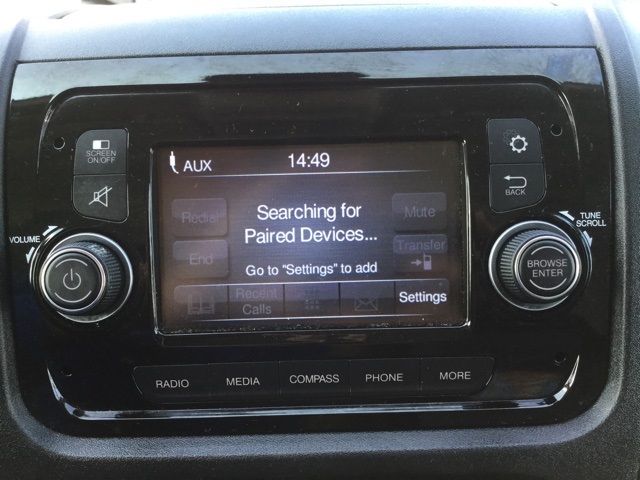 SCREEN
ON/OFF
AUX
14:49
BACK
Redial
Searching for
Paired Devices...
Mute
VOLUME
TUNE
SCROLL
End
Transfer
Go to "Settings" to add
BROWSE
ENTER
Recent
Calls
Settings
RADIO
MEDIA
COMPASS
PHONE
MORE